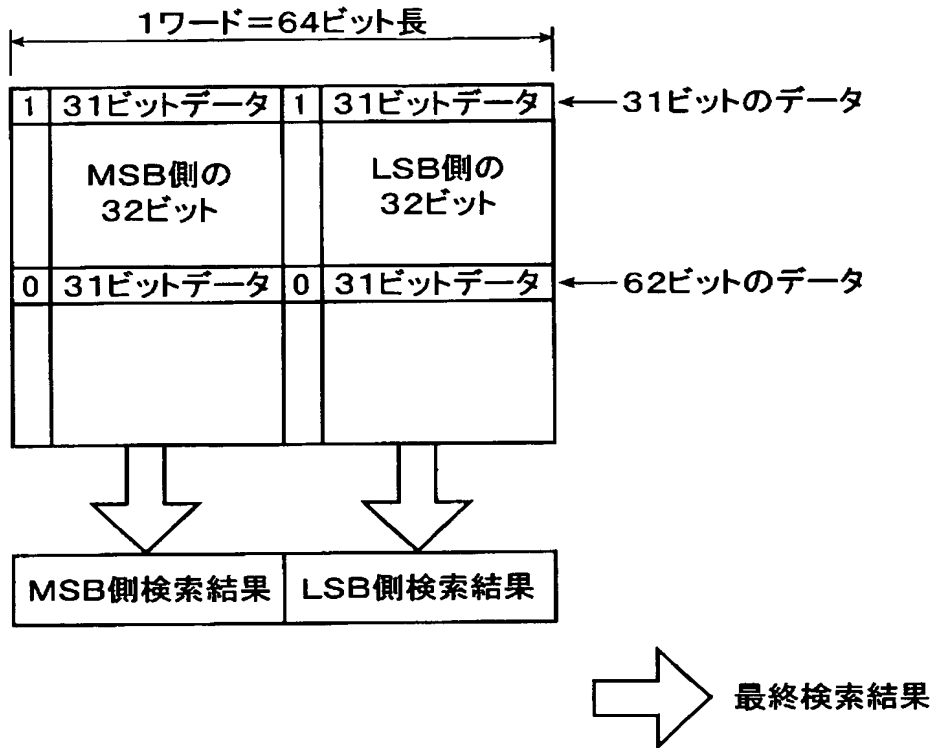 1ワード=64ビット長
1 31ビットデータ 1 31ビットデータ ←31ビットのデータ
MSB側の
32ビット
LSB側の
32ビット
0 31ビットデータ 0 31ビットデータ ←62ビットのデータ
MSB側検索結果 LSB側検索結果
最終検索結果